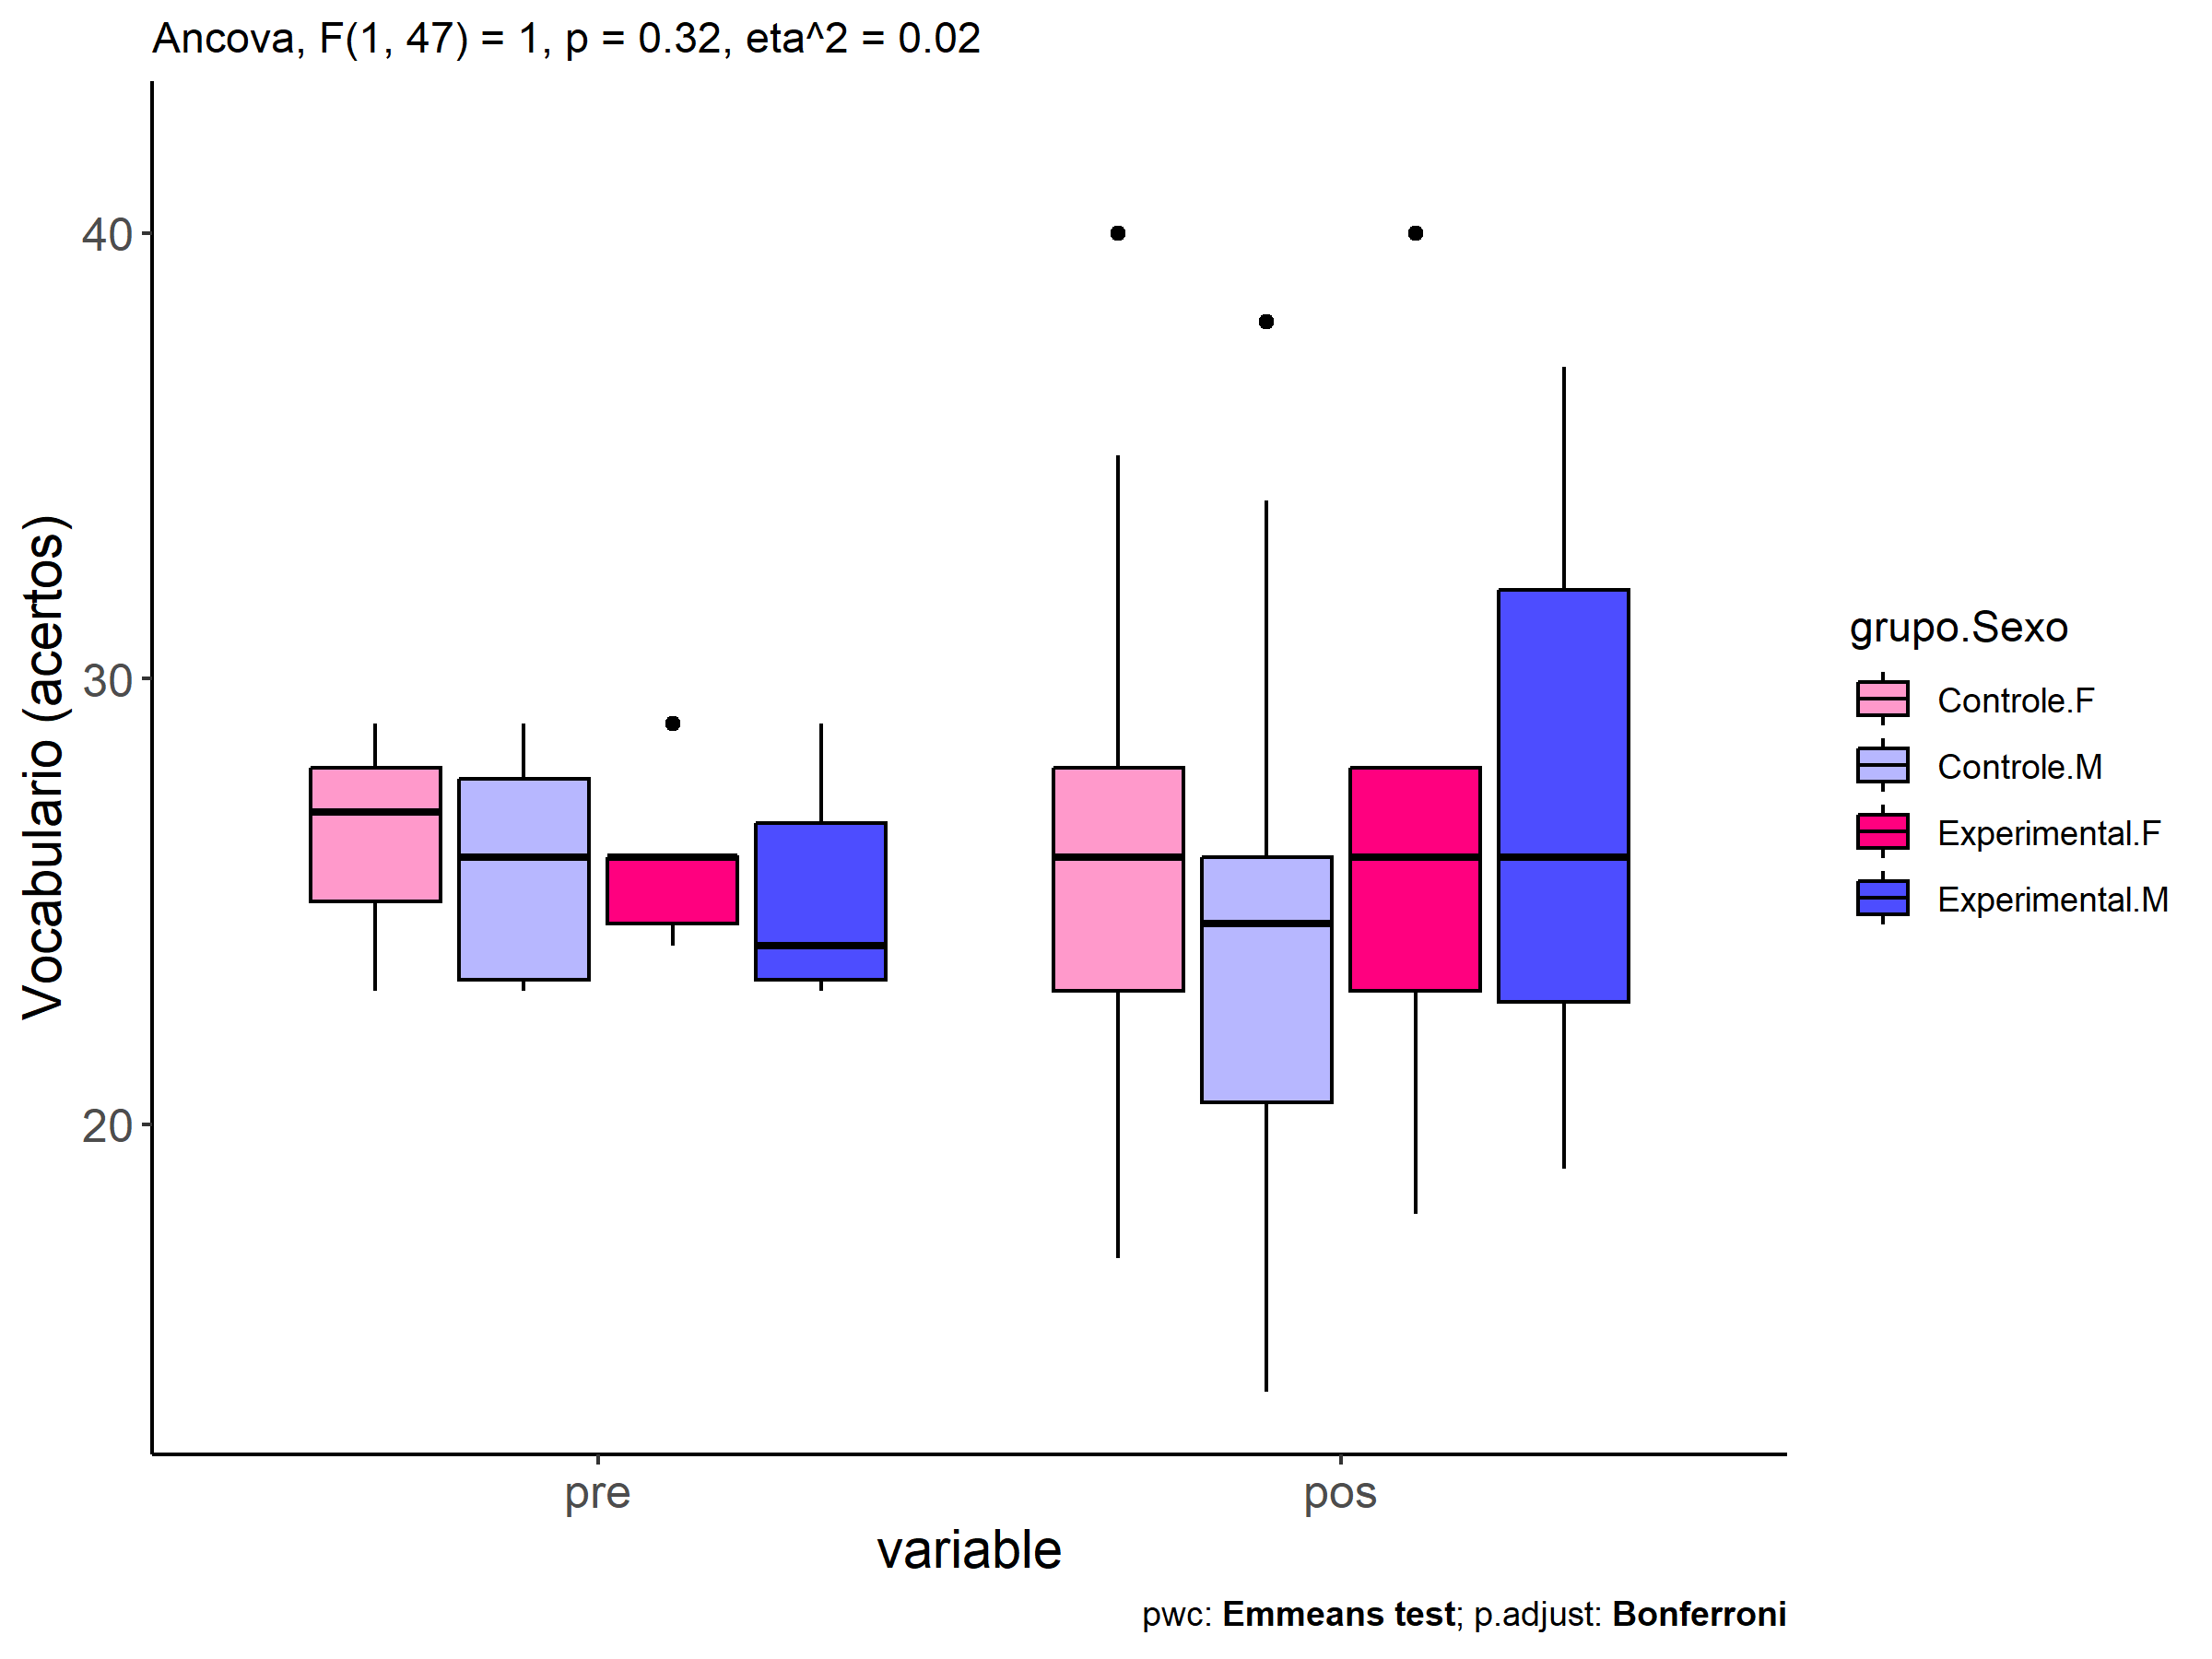 Ancova, F(1, 47) = 1, p = 0.32, eta^2 = 0.02
Vocabulario (acertos)
40
30
20
pre
pos
variable
grupo.Sexo
Controle.F
Controle.M
Experimental.F
Experimental.M
pwc: Emmeans test; p.adjust: Bonferroni